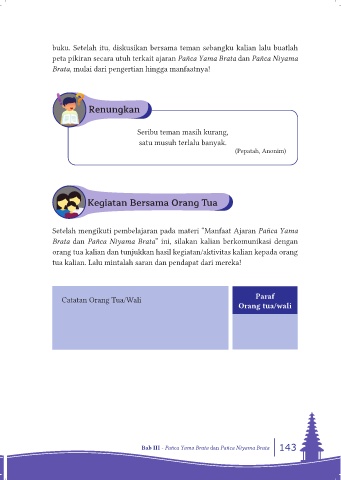 buku. Setelah itu, diskusikan bersama teman sebangku kalian lalu buatlah
peta pikiran secara utuh terkait ajaran Pañca Yama Brata dan Pañca Niyama
Brata, mulai dari pengertian hingga manfaatnya!
Renungkan
Seribu teman masih kurang,
satu musuh terlalu banyak.
(Pepatah, Anonim)
Kegiatan Bersama Orang Tua
Setelah mengikuti pembelajaran pada materi “Manfaat Ajaran Pañca Yama
Brata dan Pañca Niyama Brata” ini, silakan kalian berkomunikasi dengan
orang tua kalian dan tunjukkan hasil kegiatan/aktivitas kalian kepada orang
tua kalian. Lalu mintalah saran dan pendapat dari mereka!
Catatan Orang Tua/Wali
Paraf
Orang tua/wali
Bab III - Pañca Yama Brata dan Pañca Niyama Brata 143